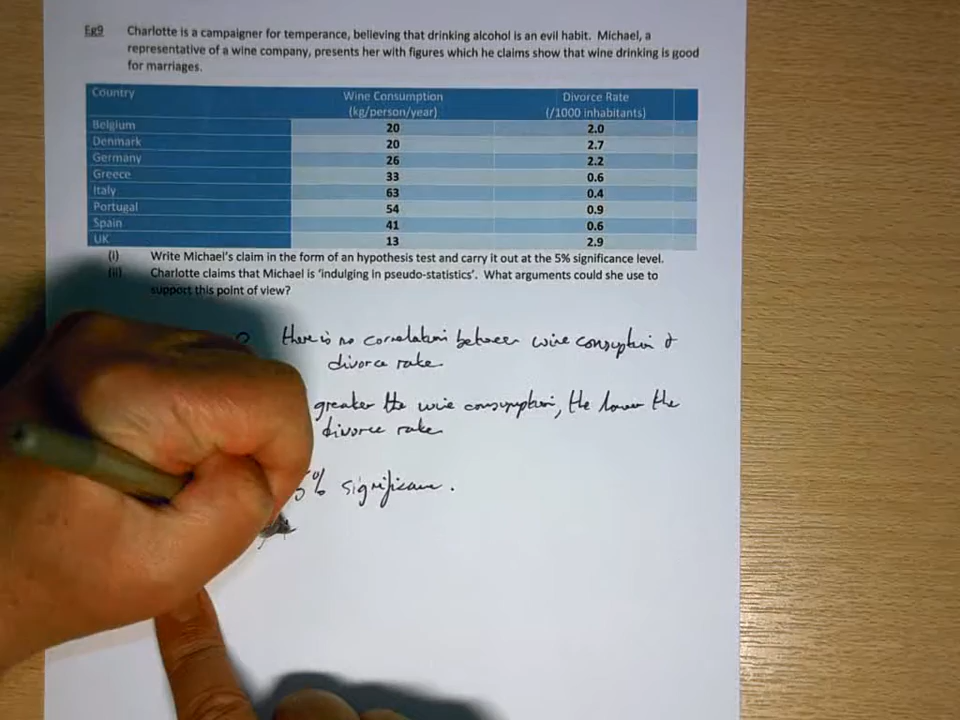 Eg9 Charlotte is a campaigner for temperance, believing that drinking alcohol is an evil habit. Michael, a
representative of a wine company, presents her with figures which he claims show that wine drinking is good
for marriages.
Country Wine Consumption Divorce Rate
(kg/person/year) (/1000 inhabitants)
Belgium 20 2.0
Denmark 20 2.7
Germany 26 2.2
Greece 33 0.6
Italy 63 0.4
Portugal 54 0.9
Spain 41 0.6
UK 13 2.9
(i) Write Michael's claim in the form of an hypothesis test and carry it out at the 5% significance level.
(ii) Charlotte claims that Michael is 'indulging in pseudo-statistics'. What arguments could she use to
support this point of view?
there is no correlation between wine consumption &
divorce rate
greater the wine consumption, the lower the
divorce rate
5% significance.